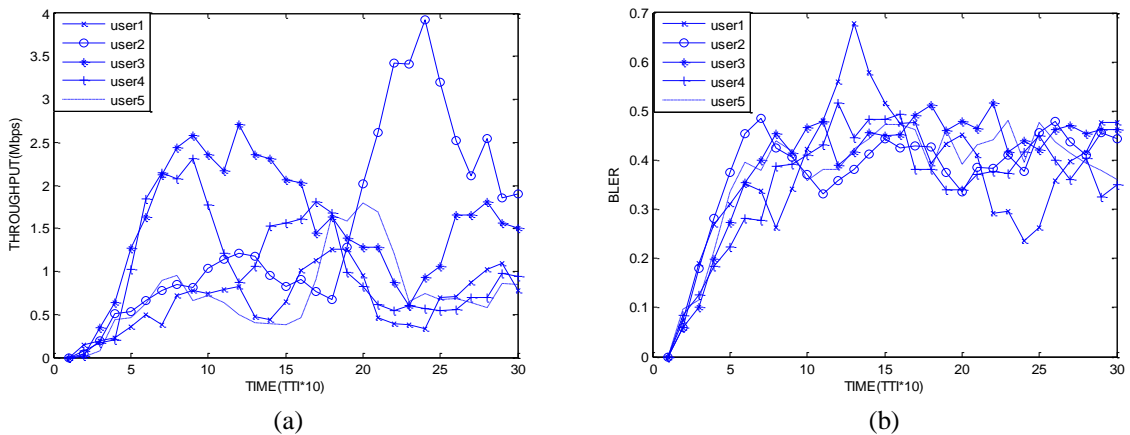 4
3.5
3
2.5
2
1.5
1
0.5
0
THROUGHPUT(Mbps)
user1
user2
user3
user4
user5
0 5 10 15 20 25 30
TIME(TTI*10)
(a)
0.7
0.6
0.5
0.4
0.3
0.2
0.1
0
BLER
user1
user2
user3
user4
user5
0 5 10 15 20 25 30
TIME(TTI*10)
(b)